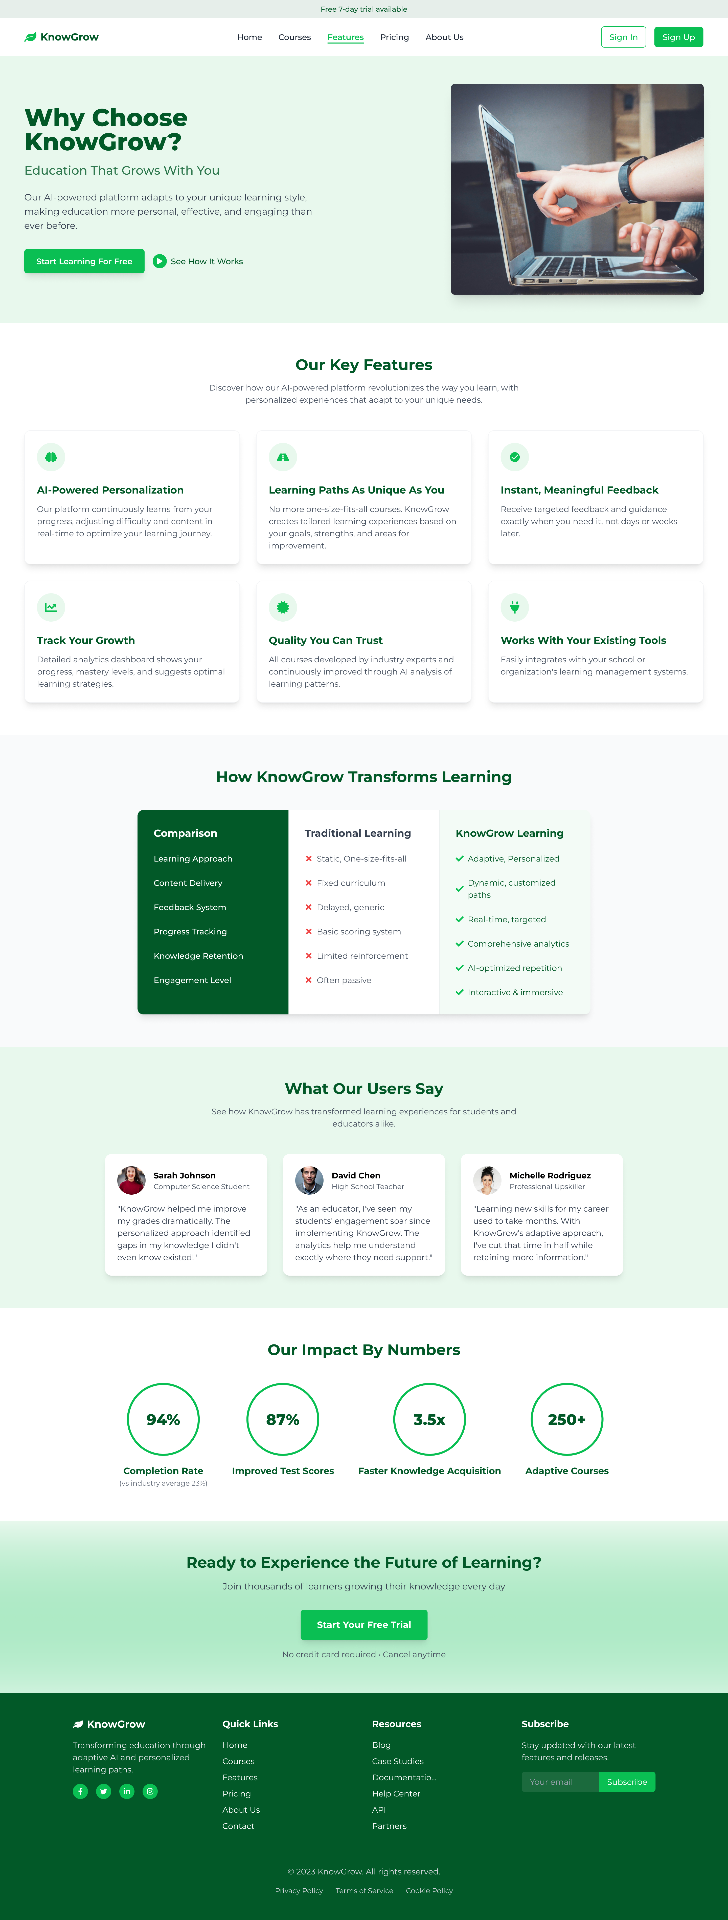 Free 7-day trial available
KnowGrow
Home
Courses
Features
Pricing
About Us
Sign In
Sign Up
Why Choose
KnowGrow?
Education That Grows With You
Our AI-powered platform adapts to your unique learning style
making education more personal, effective, and engaging than
ever before.
Start Learning For Free
See How It Works
Our Key Features
Discover how our AI-powered platform revolutionizes the way you learn, with
personalized experiences that adapt to your unique needs.
AI-Powered Personalization
Our platform continuously learns from your
progress, adjusting difficulty and content in
real-time to optimize your learning journey.
Learning Paths As Unique As You
No more one-size-fits-all courses. KnowGrow
creates tailored learning experiences based on
your goals, strengths, and areas for
improvement.
Instant, Meaningful Feedback
Receive targeted feedback and guidance
exactly when you need it, not days or weeks
later.
Track Your Growth
Detailed analytics dashboard shows your
progress, mastery levels, and suggests optimal
learning strategies.
Quality You Can Trust
All courses developed by industry experts and
continuously improved through AI analysis of
learning patterns.
Works With Your Existing Tools
Easily integrates with your school or
organization's learning management systems.
How KnowGrow Transforms Learning
Comparison
Learning Approach
Content Delivery
Feedback System
Progress Tracking
Knowledge Retention
Engagement Level
Traditional Learning
Static, One-size-fits-all
Fixed curriculum
Delayed, generic
Basic scoring system
Limited reinforcement
Often passive
KnowGrow Learning
Adaptive, Personalized
Dynamic, customized
paths
Real-time, targeted
Comprehensive analytics
AI-optimized repetition
Interactive & immersive
What Our Users Say
See how KnowGrow has transformed learning experiences for students and
educators alike.
Sarah Johnson
Computer Science Student
"KnowGrow helped me improve
my grades dramatically. The
personalized approach identified
gaps in my knowledge I didn't
even know existed."
David Chen
High School Teacher
"As an educator, I've seen my
students' engagement soar since
implementing KnowGrow. The
analytics help me understand
exactly where they need support."
Michelle Rodriguez
Professional Upskiller
"Learning new skills for my career
used to take months. With
KnowGrow's adaptive approach,
I've cut that time in half while
retaining more information."
Our Impact By Numbers
94%
Completion Rate
(vs industry average 23%)
87%
Improved Test Scores
3.5x
Faster Knowledge Acquisition
250+
Adaptive Courses
Ready to Experience the Future of Learning?
Join thousands of learners growing their knowledge every day
Start Your Free Trial
No credit card required • Cancel anytime
KnowGrow
Transforming education through
adaptive AI and personalized
learning paths.
Quick Links
Home
Courses
Features
Pricing
About Us
Contact
Resources
Blog
Case Studies
Documentatio...
Help Center
API
Partners
Subscribe
Stay updated with our latest
features and releases.
Your email
Subscribe
© 2023 KnowGrow. All rights reserved.
Privacy Policy
Terms of Service
Cookie Policy